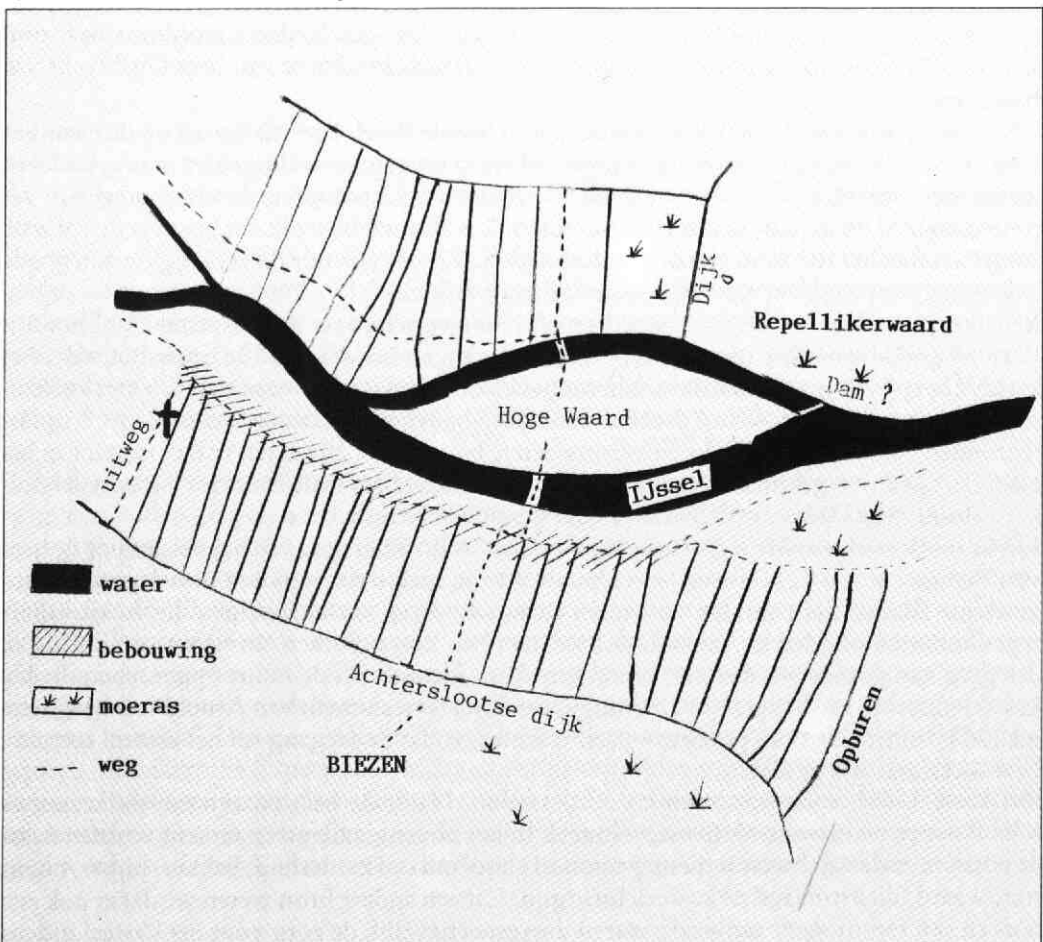 Dijk
Repellikerwaard
Dam ?
Hoge Waard
uitweg
IJssel
water
bebouwing
Achterslootse dijk
moeras
Opburen
weg
BIEZEN